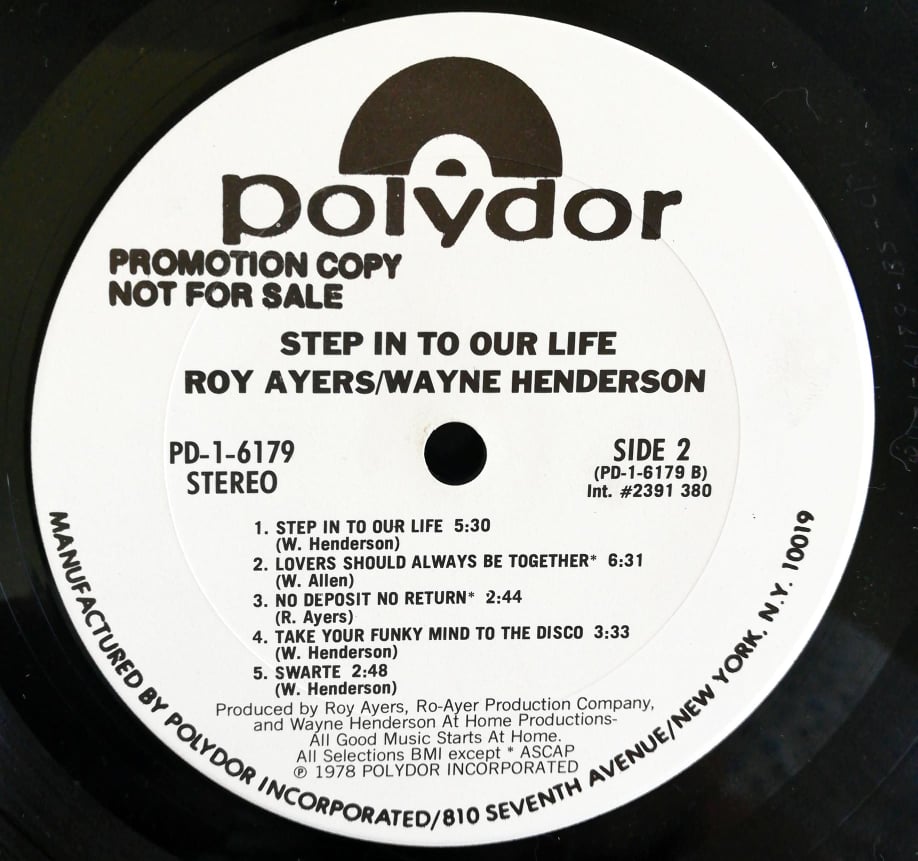 polydor
PROMOTION COPY
NOT FOR SALE
STEP IN TO OUR LIFE
ROY AYERS/WAYNE HENDERSON
PD-1-6179
STEREO
SIDE 2
(PD-1-6179 B)
Int. #2391 380
1. STEP IN TO OUR LIFE 5:30
(W. Henderson)
2. LOVERS SHOULD ALWAYS BE TOGETHER* 6:31
(W. Allen)
3. NO DEPOSIT NO RETURN* 2:44
(R. Ayers)
4. TAKE YOUR FUNKY MIND TO THE DISCO 3:33
(W. Henderson)
5. SWARTE 2:48
(W. Henderson)
Produced by Roy Ayers, Ro-Ayer Production Company,
and Wayne Henderson At Home Productions-
All Good Music Starts At Home.
All Selections BMI except * ASCAP
℗ 1978 POLYDOR INCORPORATED
MANUFACTURED BY POLYDOR INCORPORATED/810 SEVENTH AVENUE/NEW YORK, N.Y. 10019